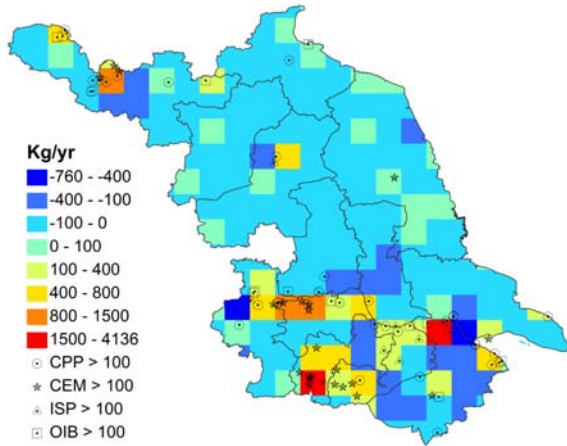 Kg/yr
-760 - -400
-400 - -100
-100 - 0
0 - 100
100 - 400
400 - 800
800 - 1500
1500 - 4136
CPP > 100
CEM > 100
ISP > 100
OIB > 100